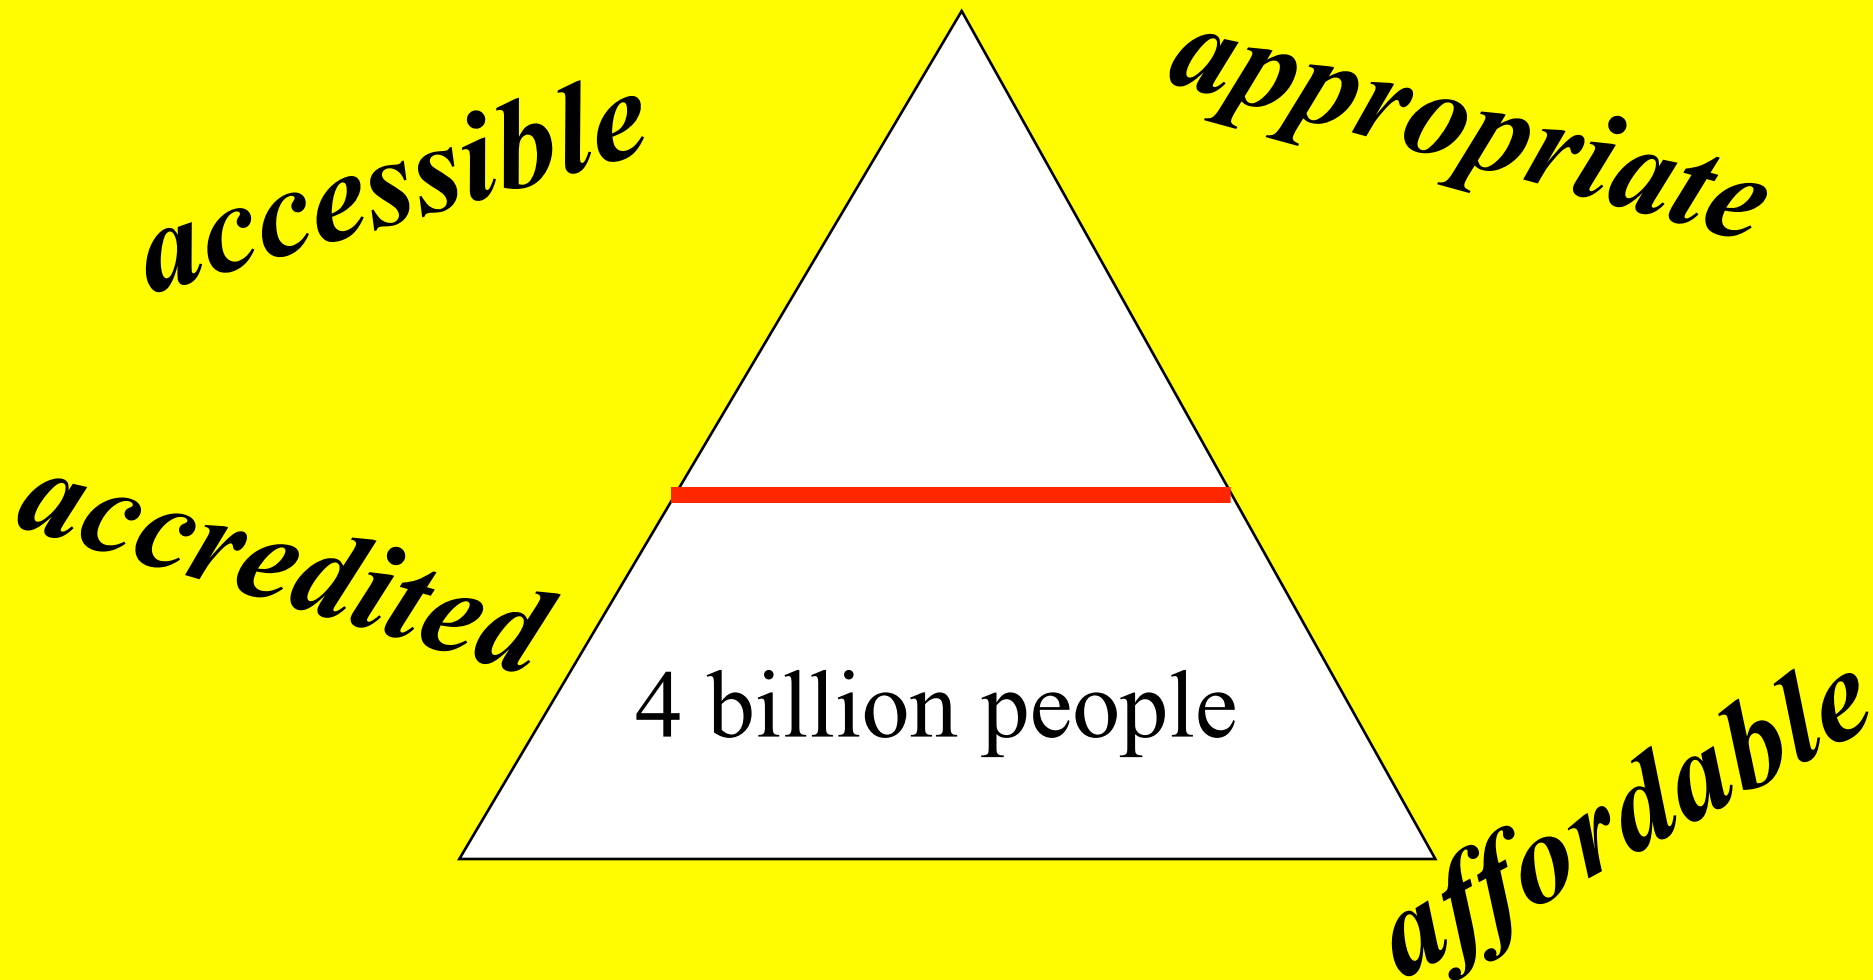 accessible
appropriate
accredited
4 billion people
affordable